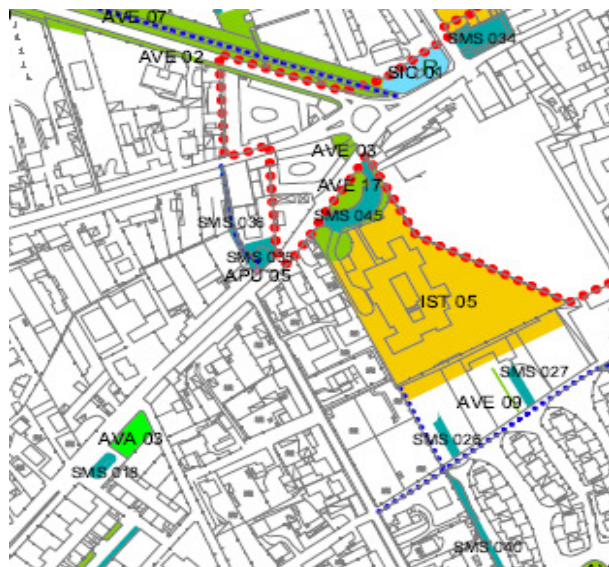 AVE 07
SMS 034
AVE 02
R
SIC 01
AVE 03
AVE 17
SMS 036
SMS 045
SMS 035
APU 05
IST 05
SMS 027
AVE 09
AVA 03
SMS 026
SMS 018
SMS 040